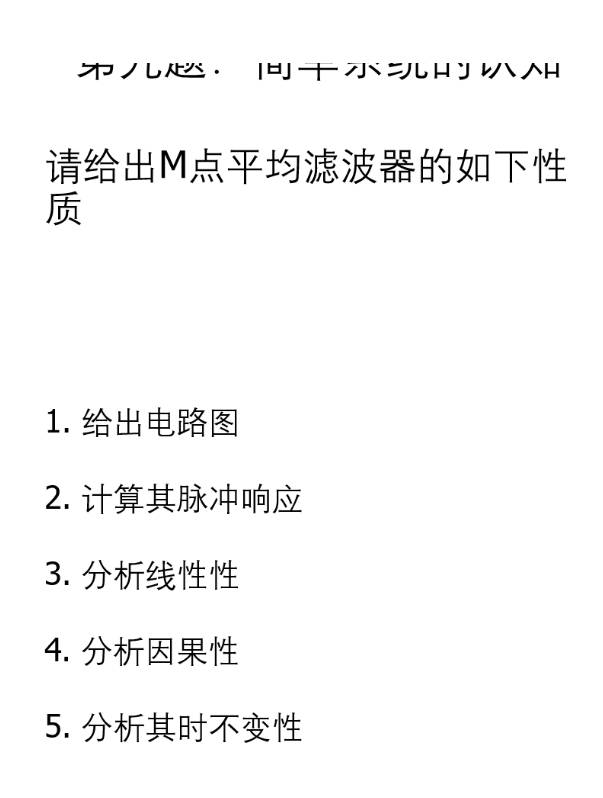 第九题：简单系统的认知
请给出M点平均滤波器的如下性
质
1. 给出电路图
2. 计算其脉冲响应
3. 分析线性性
4. 分析因果性
5. 分析其时不变性